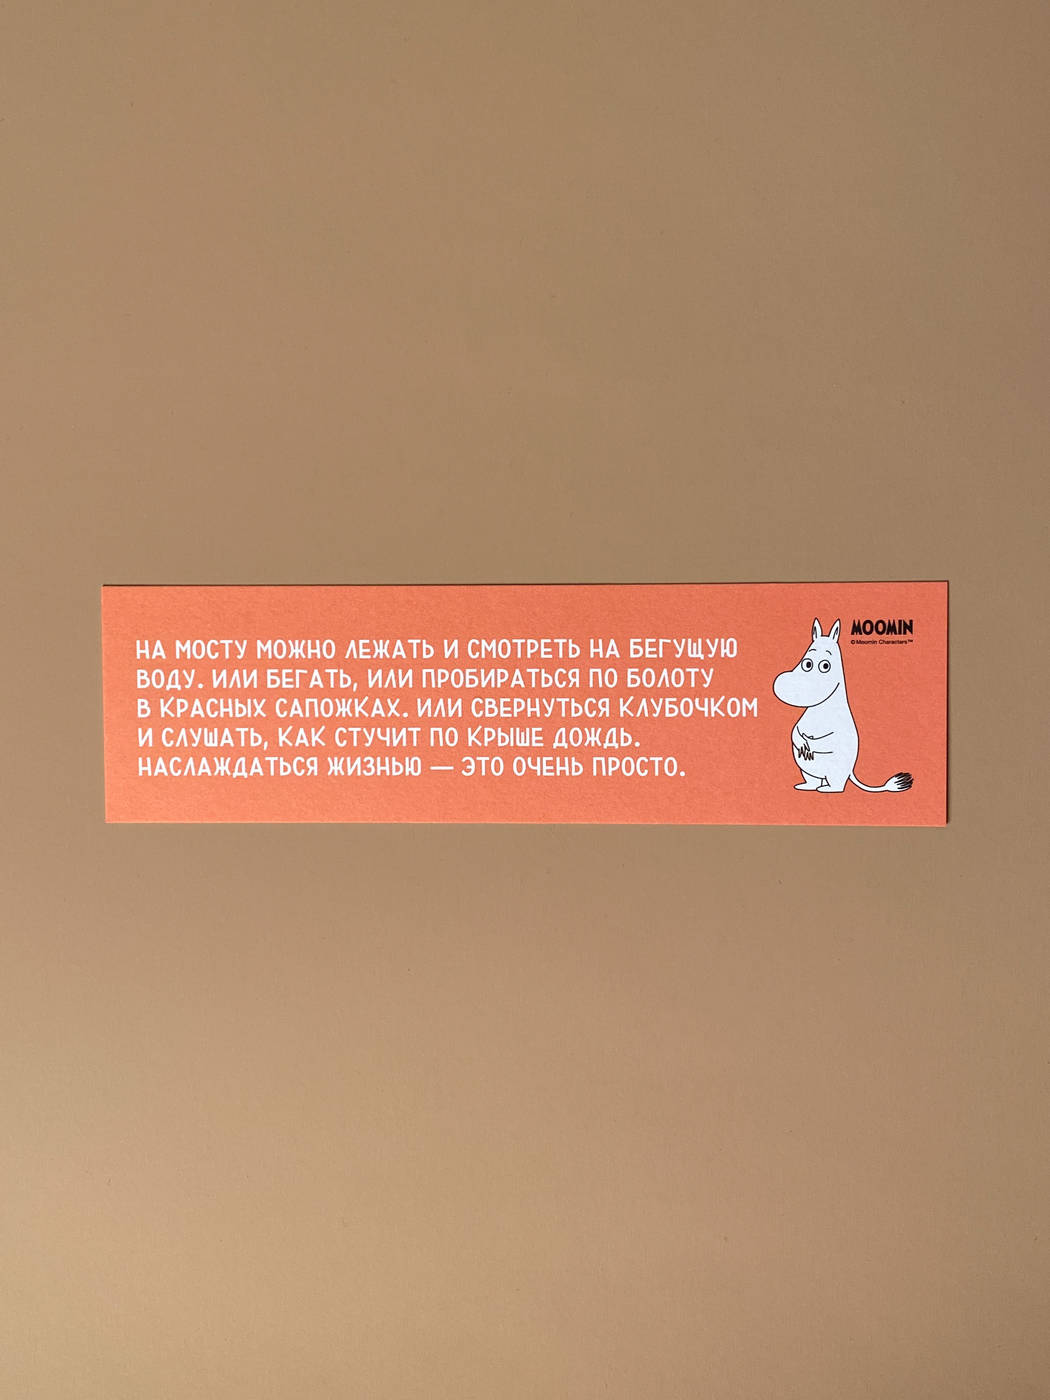 НА МОСТУ МОЖНО ЛЕЖАТЬ И СМОТРЕТЬ НА БЕГУЩУЮ
ВОДУ. ИЛИ БЕГАТЬ, ИЛИ ПРОБИРАТЬСЯ ПО БОЛОТУ
В КРАСНЫХ САПОЖКАХ. ИЛИ СВЕРНУТЬСЯ КЛУБОЧКОМ
И СЛУШАТЬ, КАК СТУЧИТ ПО КРЫШЕ ДОЖДЬ.
НАСЛАЖДАТЬСЯ ЖИЗНЬЮ — ЭТО ОЧЕНЬ ПРОСТО.
MOOMIN
© Moomin Characters™